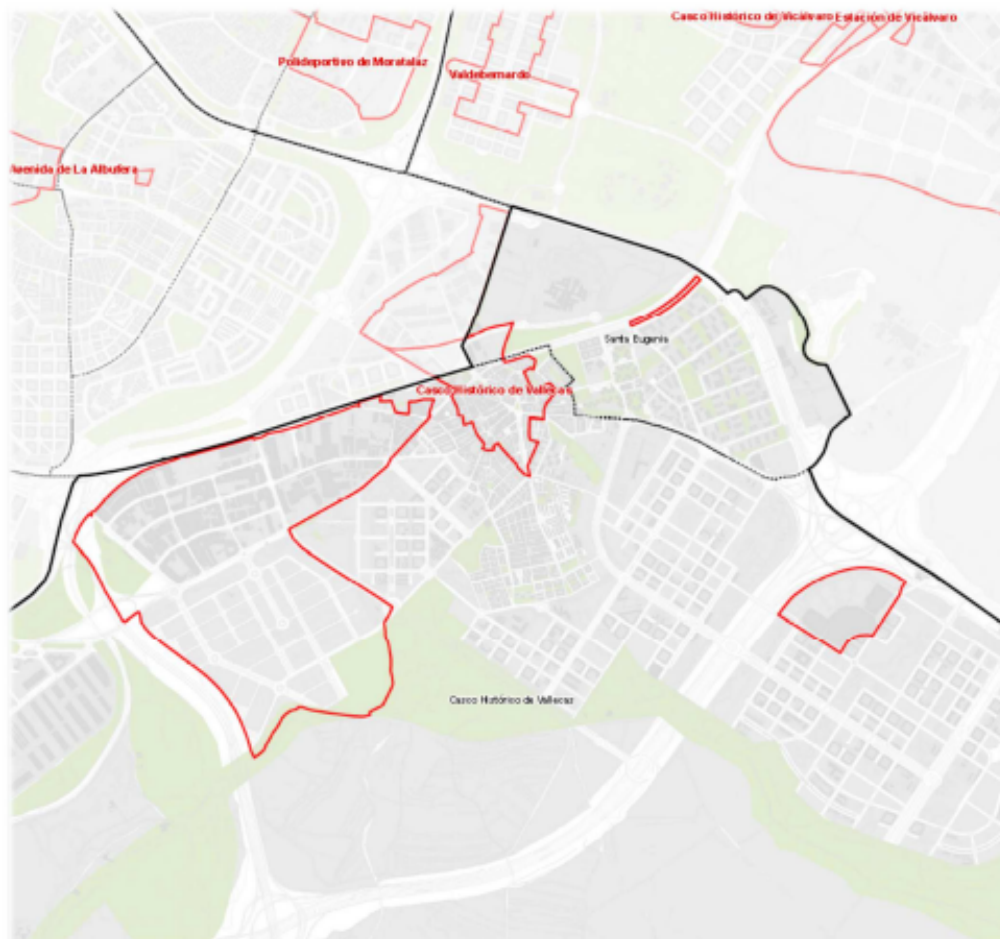 Casco Histórico de Vicálvaro
Estación de Vicálvaro
Polideportivo de Moratalaz
Valdebernardo
Avenida de La Albufera
Santa Eugenia
Casco Histórico de Vallecas
Casco Histórico de Vallecas